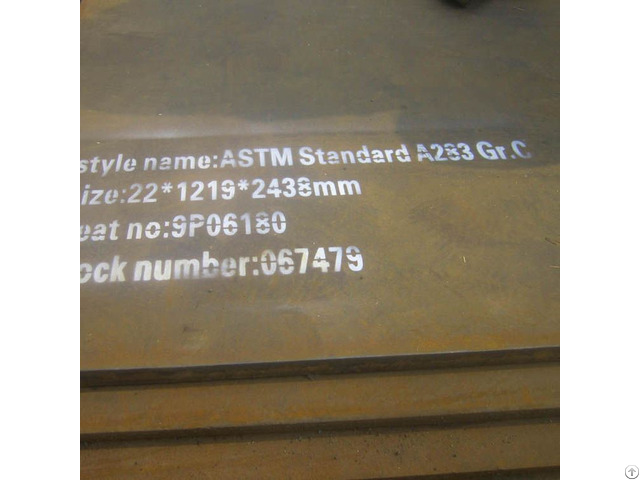 style name:ASTM Standard A283 Gr.C
ize:22*1219*2438mm
eat no:9P06180
ock number:067479